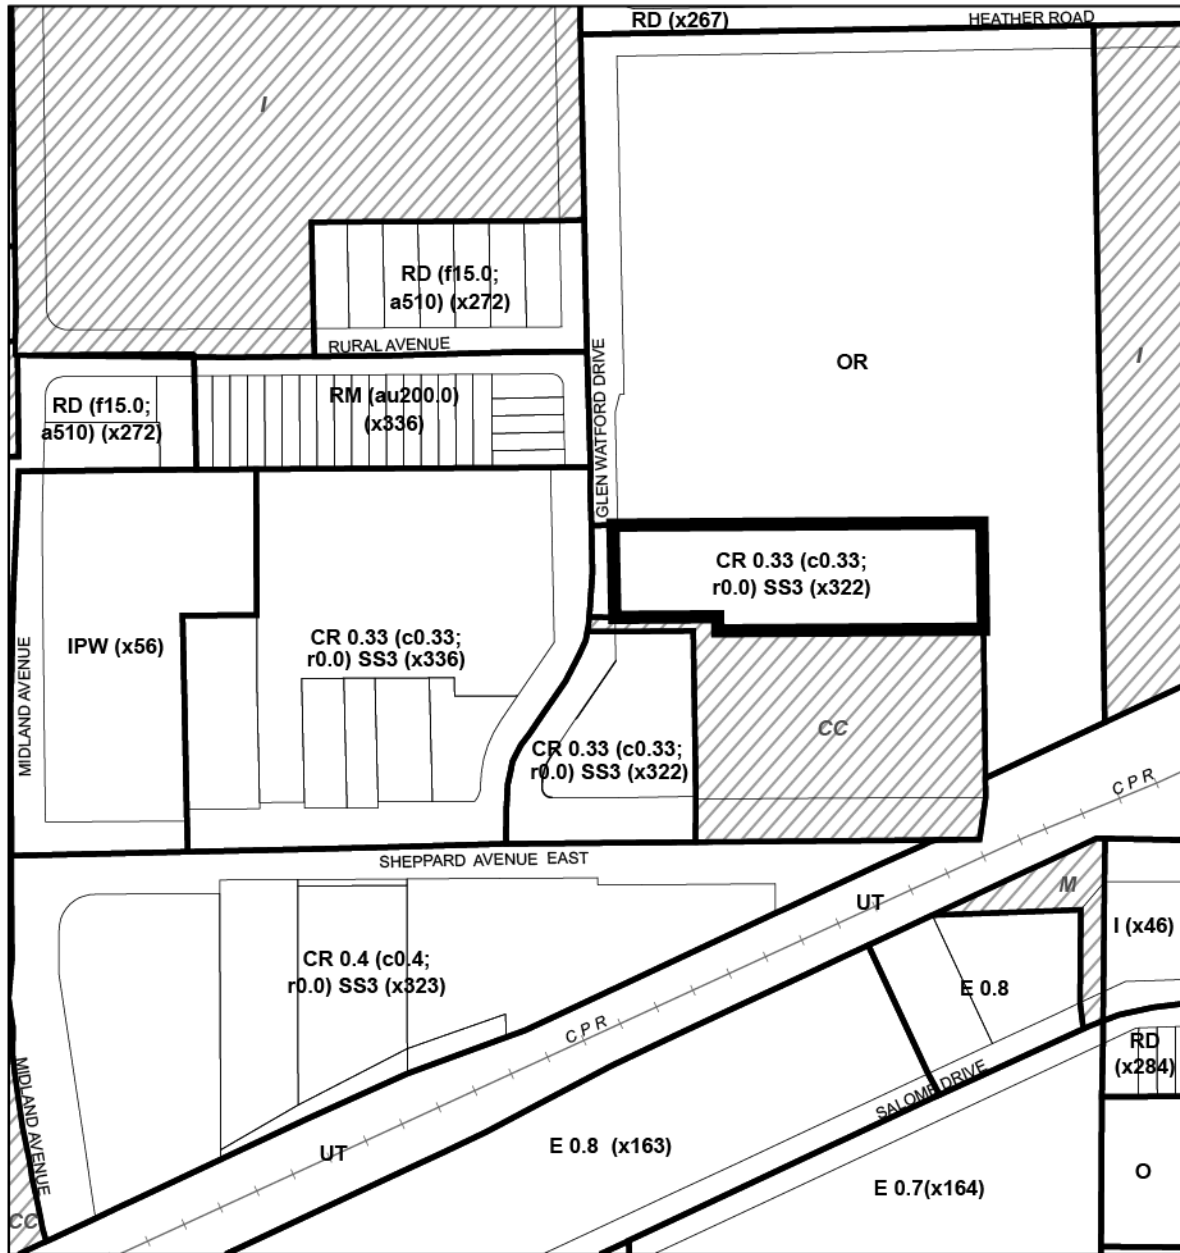 RD (x267)
HEATHER ROAD
I
RD (f15.0;
a510) (x272)
RURAL AVENUE
GLEN WATFORD DRIVE
OR
I
RD (f15.0;
a510) (x272)
RM (au200.0)
(x336)
CR 0.33 (c0.33;
r0.0) SS3 (x322)
MIDLAND AVENUE
IPW (x56)
CR 0.33 (c0.33;
r0.0) SS3 (x336)
CR 0.33 (c0.33;
r0.0) SS3 (x322)
CC
CPR
SHEPPARD AVENUE EAST
UT
M
I (x46)
CR 0.4 (c0.4;
r0.0) SS3 (x323)
E 0.8
CPR
RD
(x284)
SALOME DRIVE
MIDLAND AVENUE
UT
E 0.8 (x163)
E 0.7(x164)
O
CC